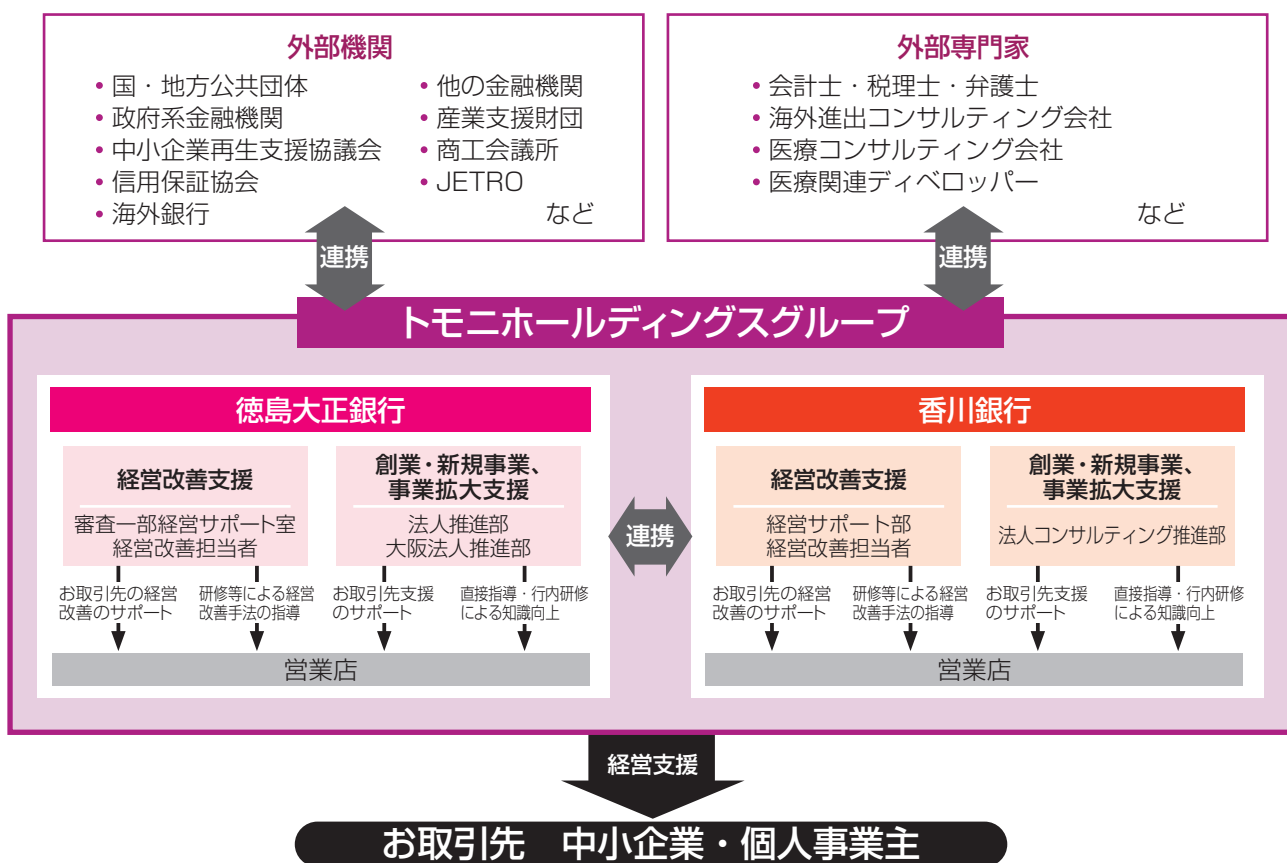 外部機関
• 国・地方公共団体
• 政府系金融機関
• 中小企業再生支援協議会
• 信用保証協会
• 海外銀行
• 他の金融機関
• 産業支援財団
• 商工会議所
• JETRO
など
外部専門家
• 会計士・税理士・弁護士
• 海外進出コンサルティング会社
• 医療コンサルティング会社
• 医療関連ディベロッパー
など
連携
連携
トモニホールディングスグループ
徳島大正銀行
経営改善支援
審査一部経営サポート室
経営改善担当者
創業・新規事業、
事業拡大支援
法人推進部
大阪法人推進部
お取引先の経営
改善のサポート
研修等による経営
改善手法の指導
お取引先支援
のサポート
直接指導・行内研修
による知識向上
営業店
連携
香川銀行
経営改善支援
経営サポート部
経営改善担当者
創業・新規事業、
事業拡大支援
法人コンサルティング推進部
お取引先の経営
改善のサポート
研修等による経営
改善手法の指導
お取引先支援
のサポート
直接指導・行内研修
による知識向上
営業店
経営支援
お取引先　中小企業・個人事業主